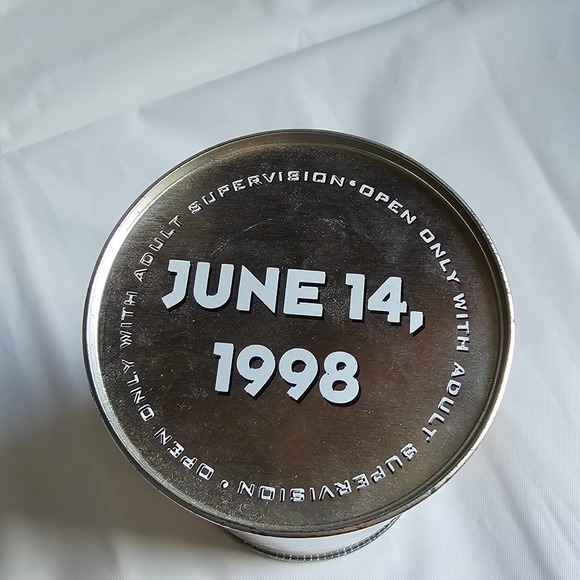 JUNE 14,
1998
OPEN ONLY WITH ADULT SUPERVISION • OPEN ONLY WITH ADULT SUPERVISION •